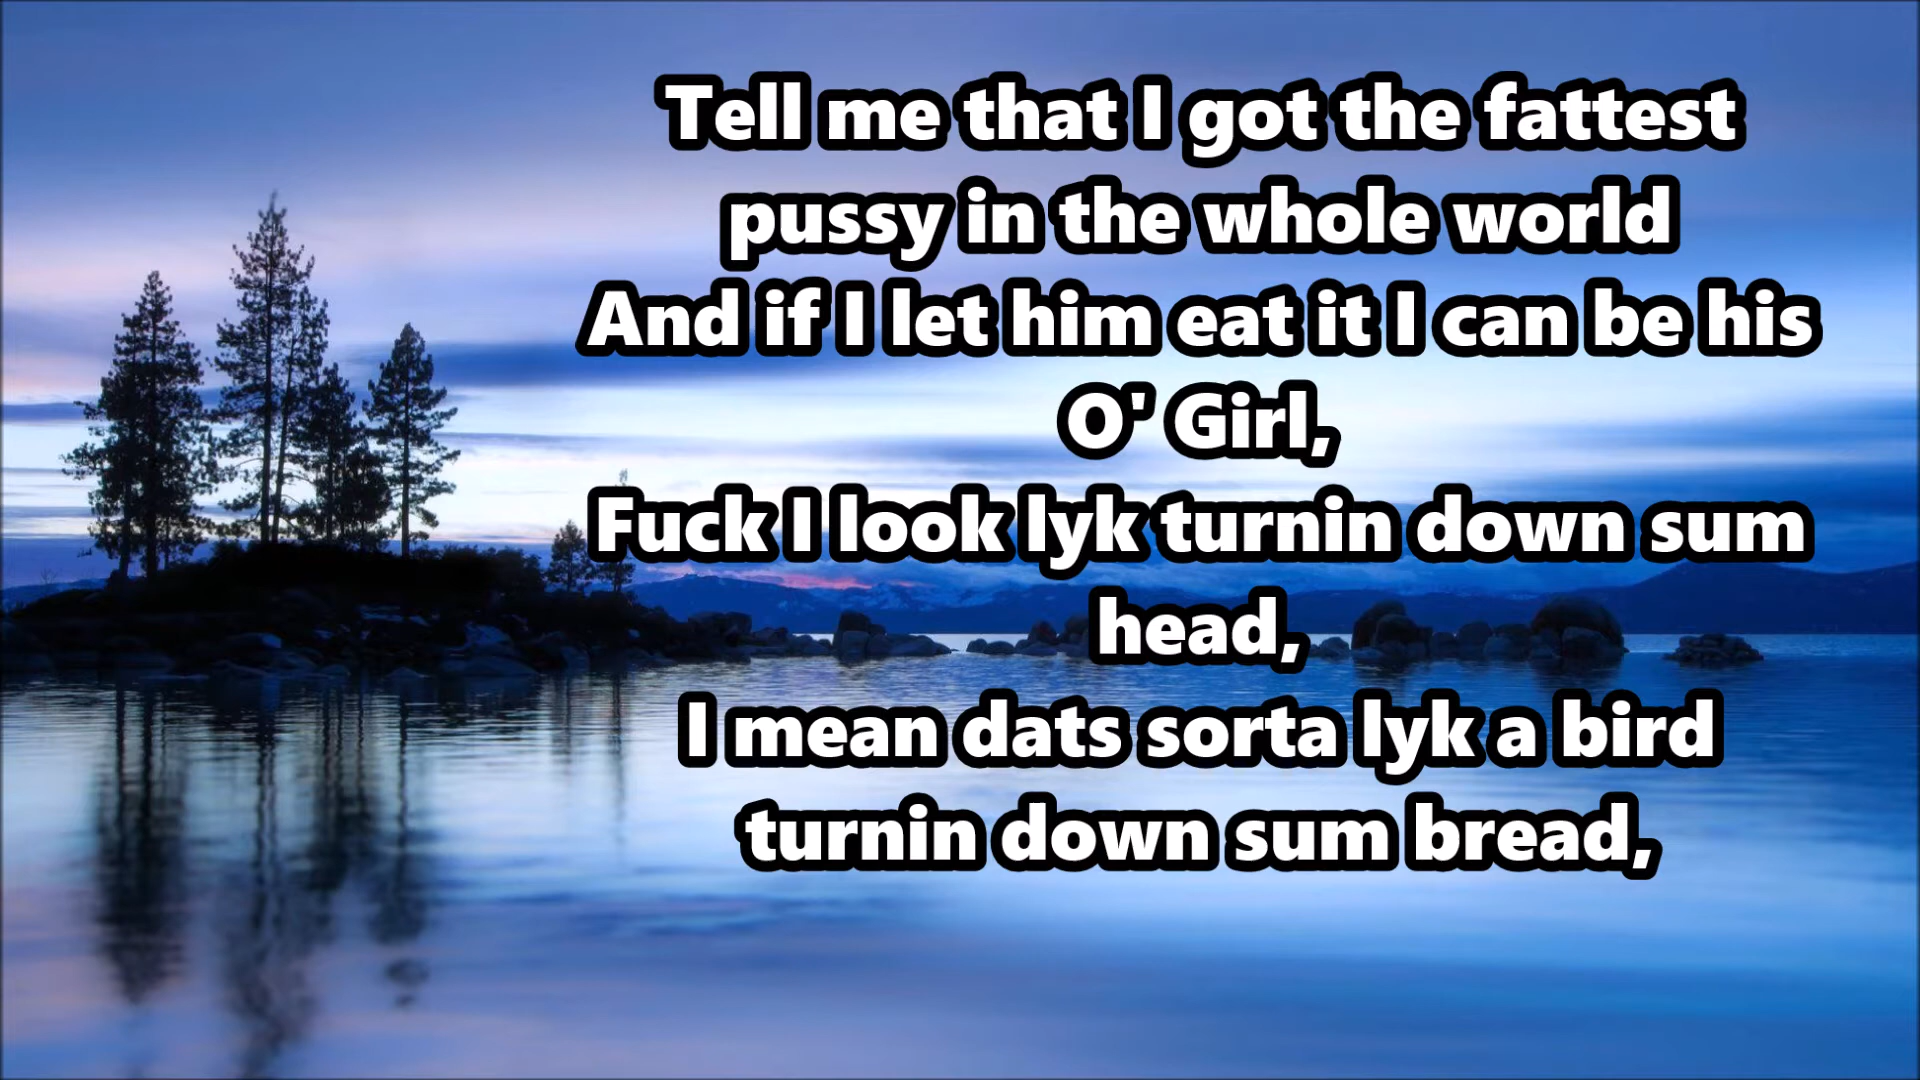 Tell me that I got the fattest
pussy in the whole world
And if I let him eat it I can be his
O' Girl,
Fuck I look lyk turnin down sum
head,
I mean dats sorta lyk a bird
turnin down sum bread,